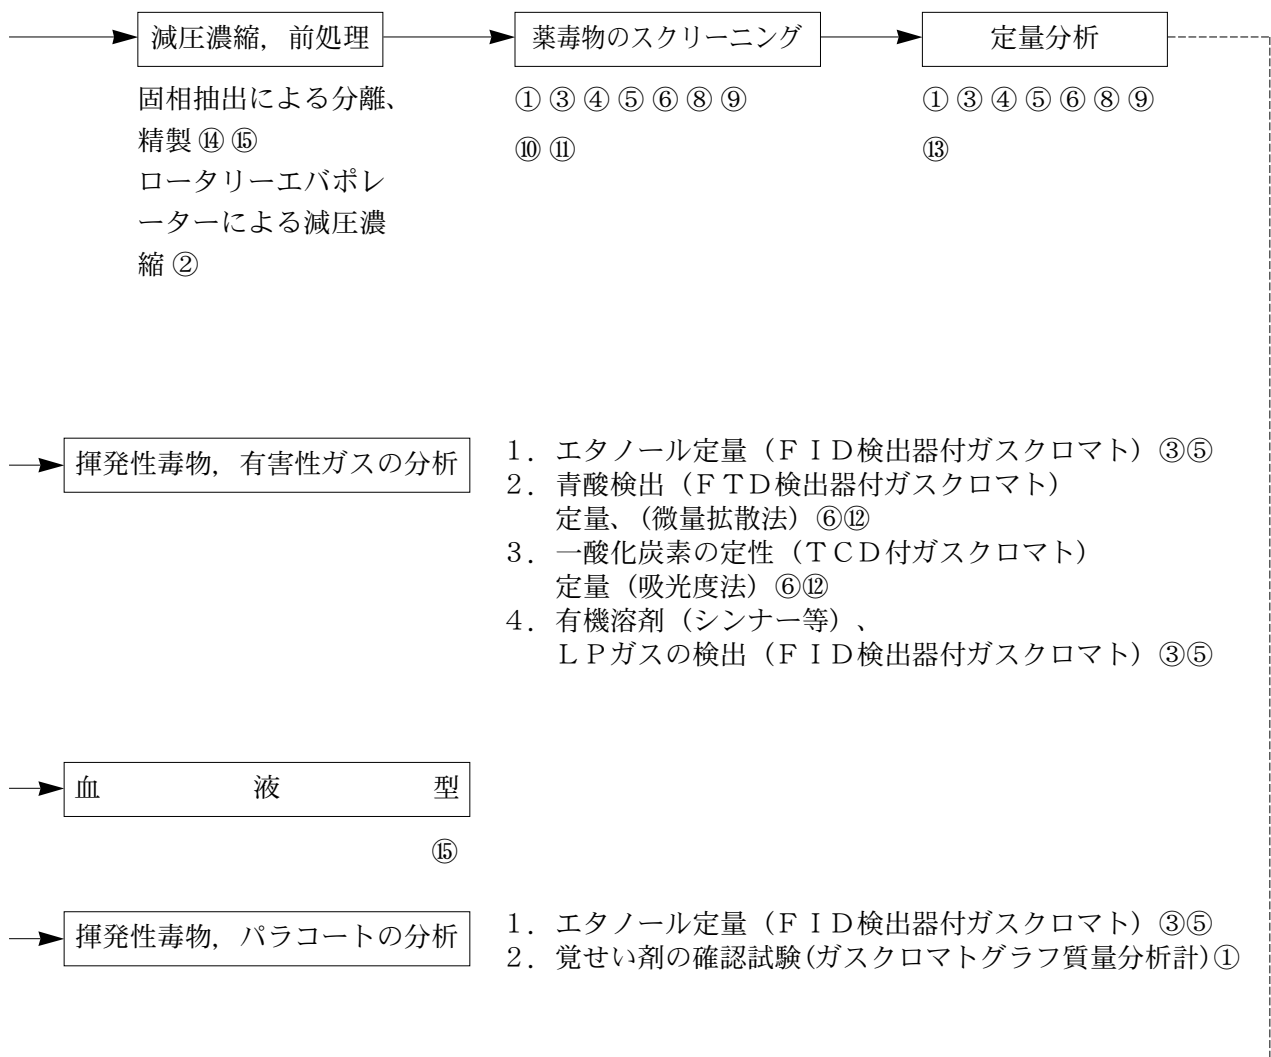 減圧濃縮，前処理
固相抽出による分離、
精製 ⑭ ⑮
ロータリーエバポレ
ーターによる減圧濃
縮 ②
薬毒物のスクリーニング
① ③ ④ ⑤ ⑥ ⑧ ⑨
⑩ ⑪
定量分析
① ③ ④ ⑤ ⑥ ⑧ ⑨
⑬
揮発性毒物，有害性ガスの分析
１．エタノール定量（ＦＩＤ検出器付ガスクロマト）③⑤
２．青酸検出（ＦＴＤ検出器付ガスクロマト）
定量、（微量拡散法）⑥⑫
３．一酸化炭素の定性（ＴＣＤ付ガスクロマト）
定量（吸光度法）⑥⑫
４．有機溶剤（シンナー等）、
ＬＰガスの検出（ＦＩＤ検出器付ガスクロマト）③⑤
血 液 型
⑮
揮発性毒物，パラコートの分析
１．エタノール定量（ＦＩＤ検出器付ガスクロマト）③⑤
２．覚せい剤の確認試験(ガスクロマトグラフ質量分析計)①